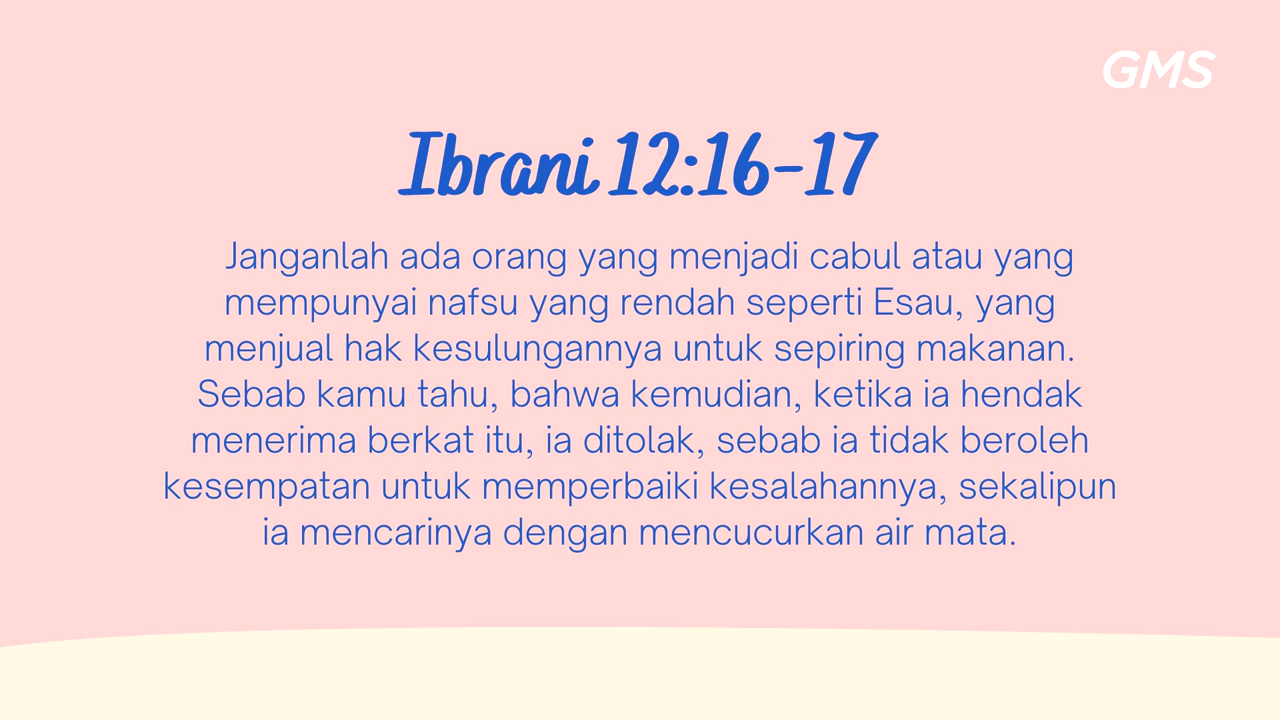 GMS
Ibrani 12:16-17
Janganlah ada orang yang menjadi cabul atau yang
mempunyai nafsu yang rendah seperti Esau, yang
menjual hak kesulungannya untuk sepiring makanan.
Sebab kamu tahu, bahwa kemudian, ketika ia hendak
menerima berkat itu, ia ditolak, sebab ia tidak beroleh
kesempatan untuk memperbaiki kesalahannya, sekalipun
ia mencarinya dengan mencucurkan air mata.